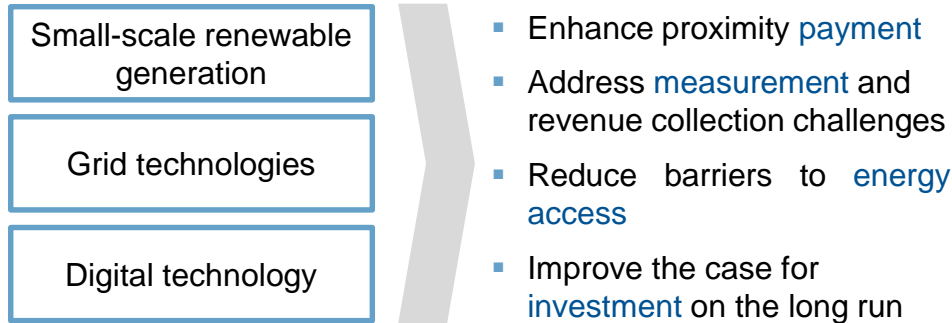 Small-scale renewable
generation
Grid technologies
Digital technology
▪ Enhance proximity payment
▪ Address measurement and
revenue collection challenges
▪ Reduce barriers to energy
access
▪ Improve the case for
investment on the long run